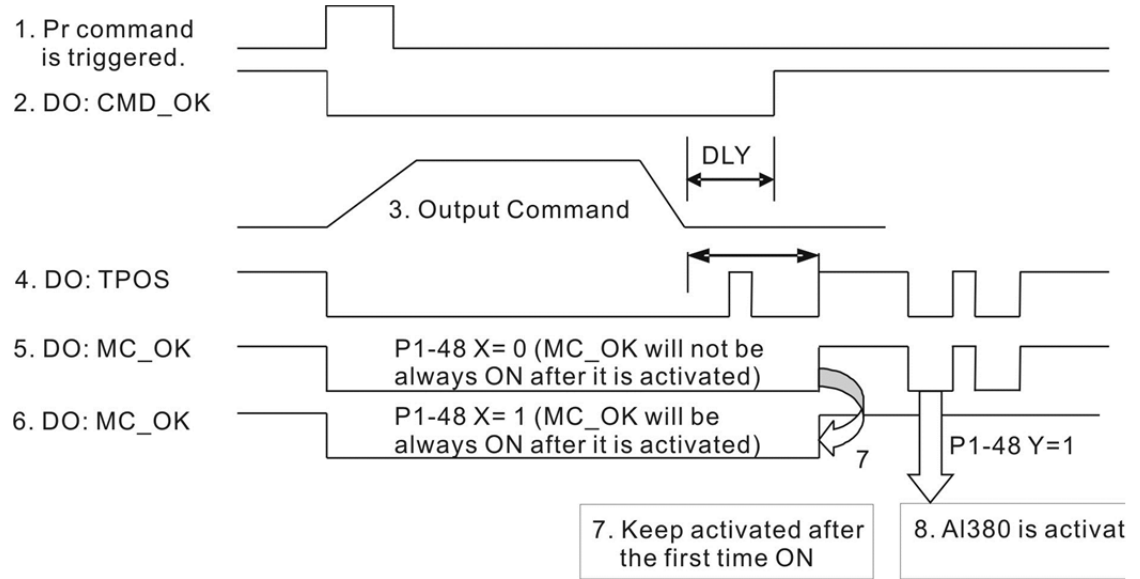 1. Pr command
is triggered.
2. DO: CMD_OK
DLY
3. Output Command
4. DO: TPOS
5. DO: MC_OK
P1-48 X= 0 (MC_OK will not be
always ON after it is activated)
6. DO: MC_OK
P1-48 X= 1 (MC_OK will be
always ON after it is activated)
7
P1-48 Y=1
7. Keep activated after
the first time ON
8. Al380 is activat